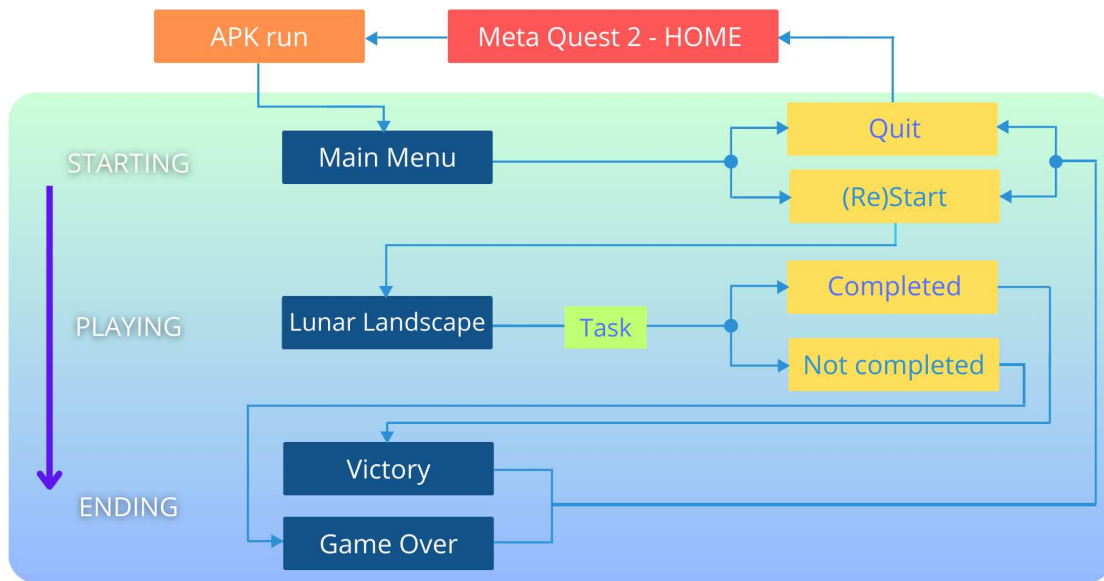 APK run
Meta Quest 2 - HOME
STARTING
Main Menu
Quit
(Re)Start
PLAYING
Lunar Landscape
Task
Completed
Not completed
Victory
ENDING
Game Over